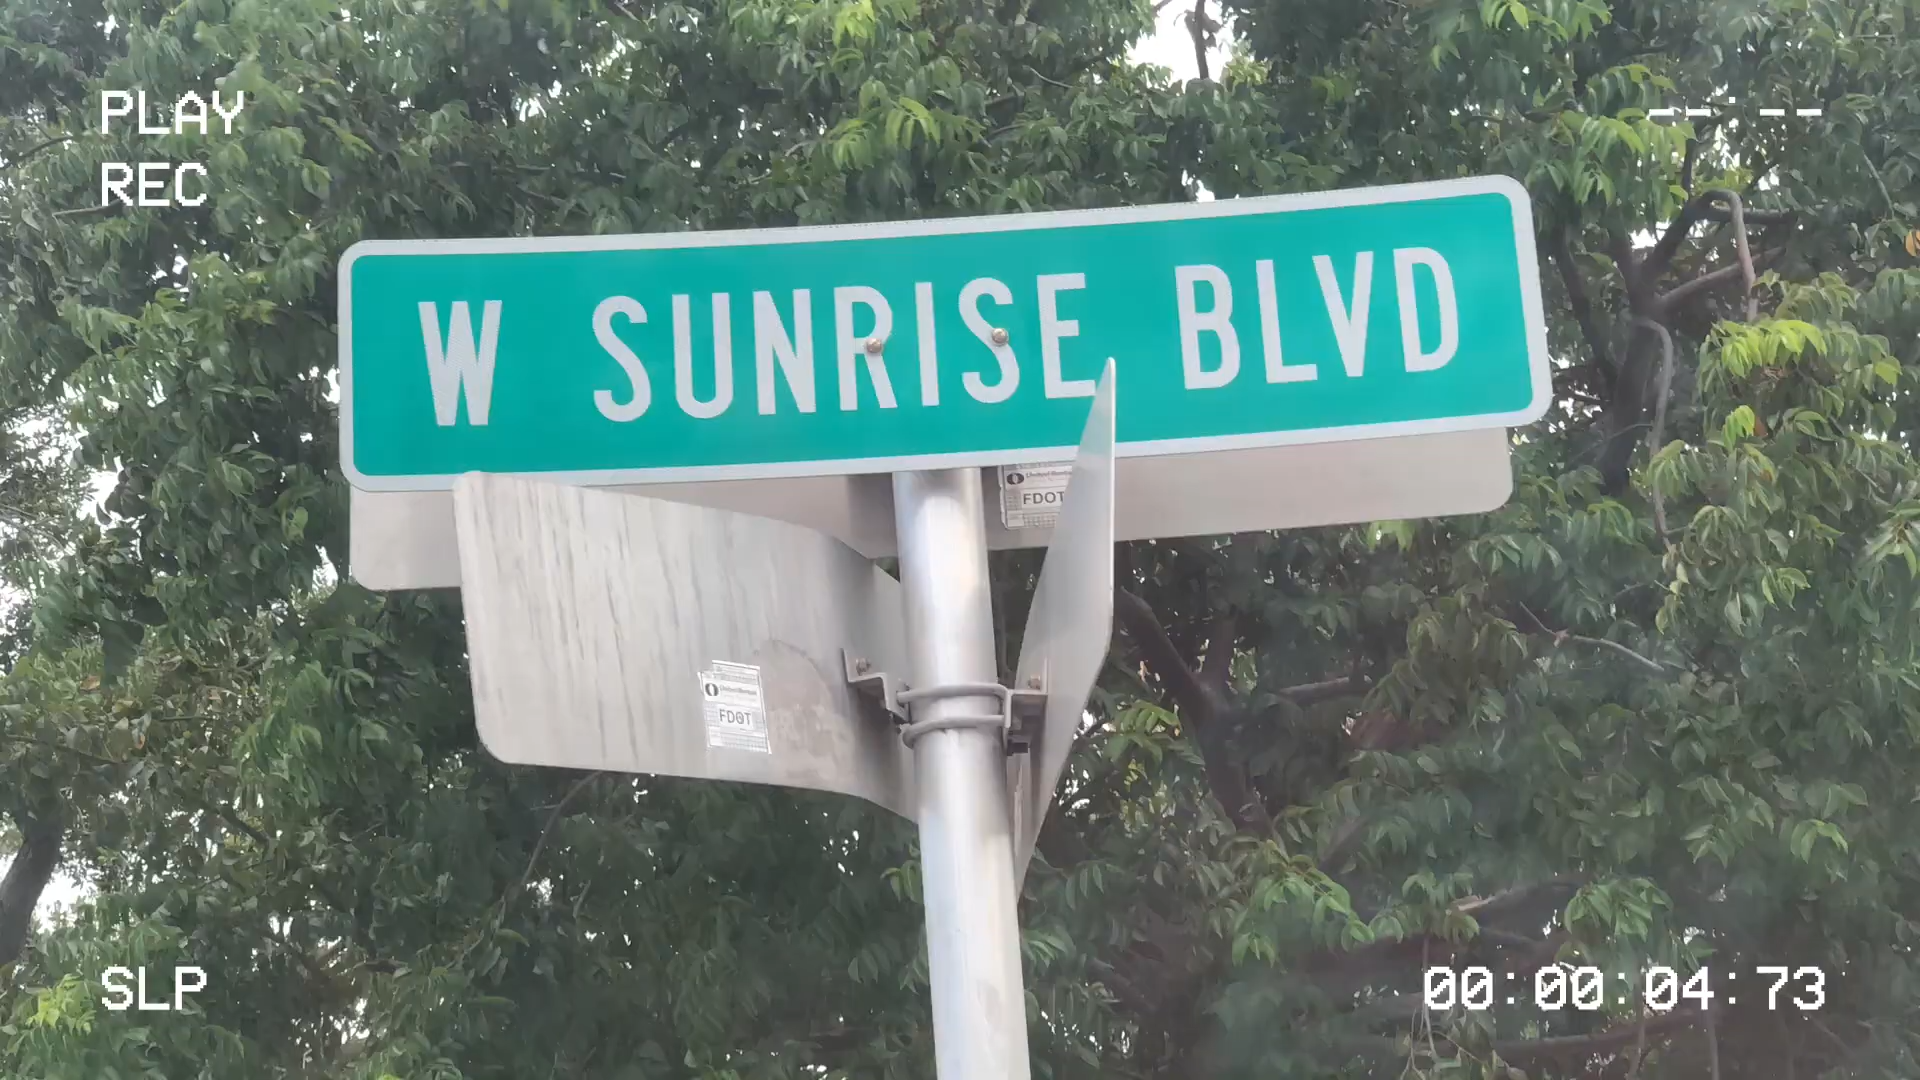 PLAY
REC
--:--
W SUNRISE BLVD
FDOT
FDOT
SLP
00:00:04:73